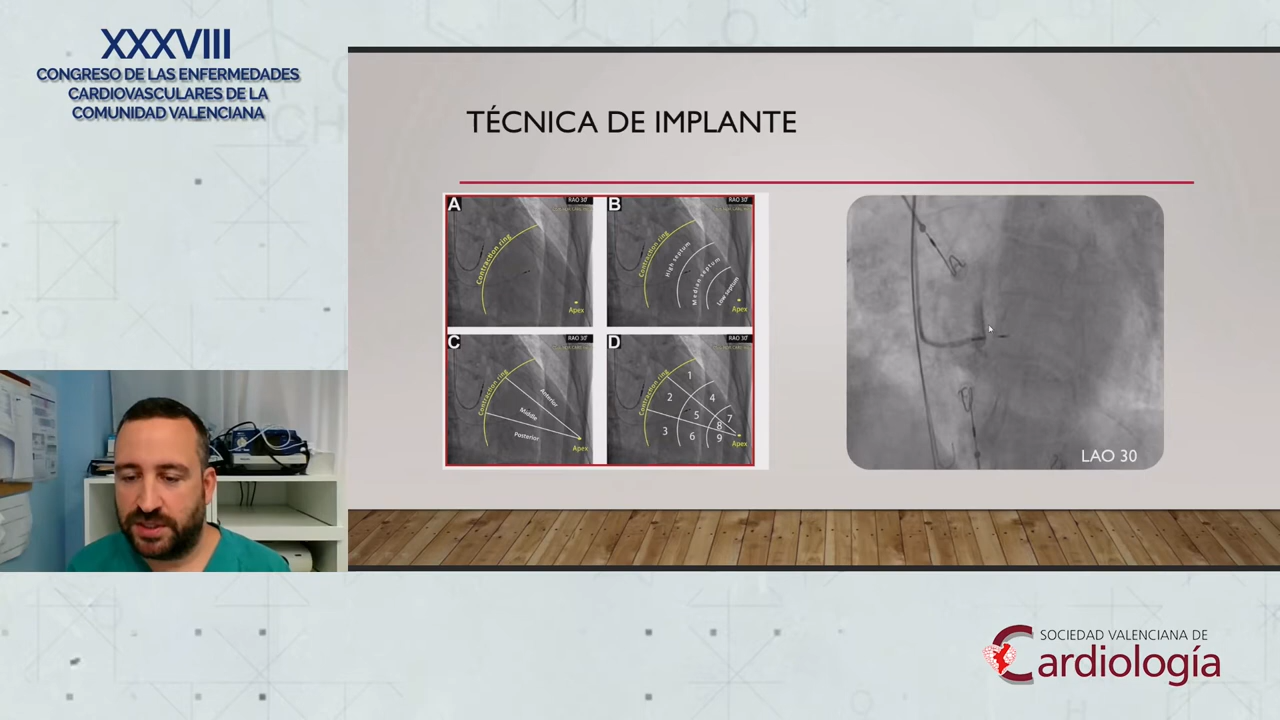 XXXVIII
CONGRESO DE LAS ENFERMEDADES
CARDIOVASCULARES DE LA
COMUNIDAD VALENCIANA
TÉCNICA DE IMPLANTE
A
RAO 30
Contraction ring
Apex
B
RAO 30
Contraction ring
High septum
Median septum
Low septum
Apex
C
RAO 30
Contraction ring
Anterior
Middle
Posterior
Apex
D
RAO 30
Contraction ring
1
2
4
5
7
8
3
6
9
Apex
LAO 30
SOCIEDAD VALENCIANA DE
Cardiología